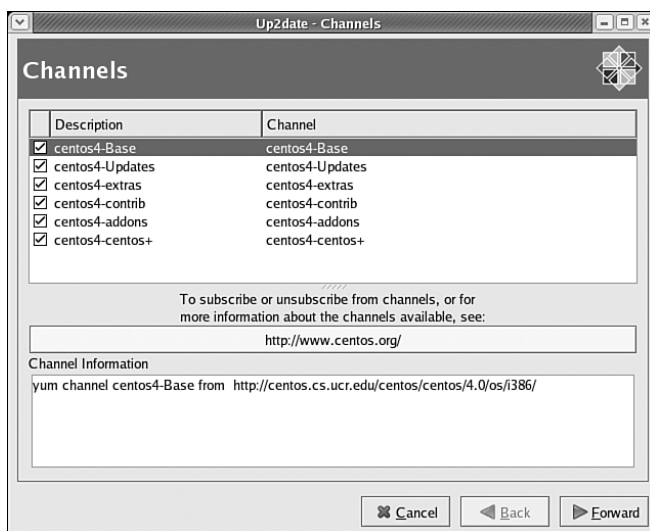 Up2date - Channels
Channels
Description Channel
centos4-Base centos4-Base
centos4-Updates centos4-Updates
centos4-extras centos4-extras
centos4-contrib centos4-contrib
centos4-addons centos4-addons
centos4-centos+ centos4-centos+
To subscribe or unsubscribe from channels, or for
more information about the channels available, see:
http://www.centos.org/
Channel Information
yum channel centos4-Base from http://centos.cs.ucr.edu/centos/centos/4.0/os/i386/
Cancel Back Forward